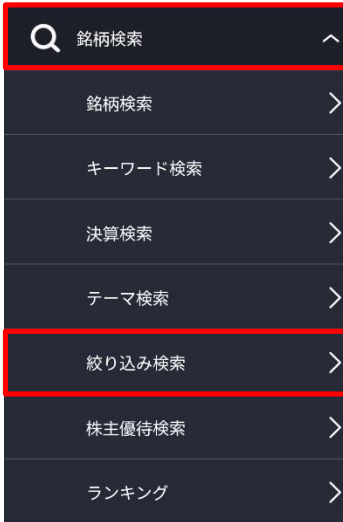 銘柄検索
銘柄検索
キーワード検索
決算検索
テーマ検索
絞り込み検索
株主優待検索
ランキング